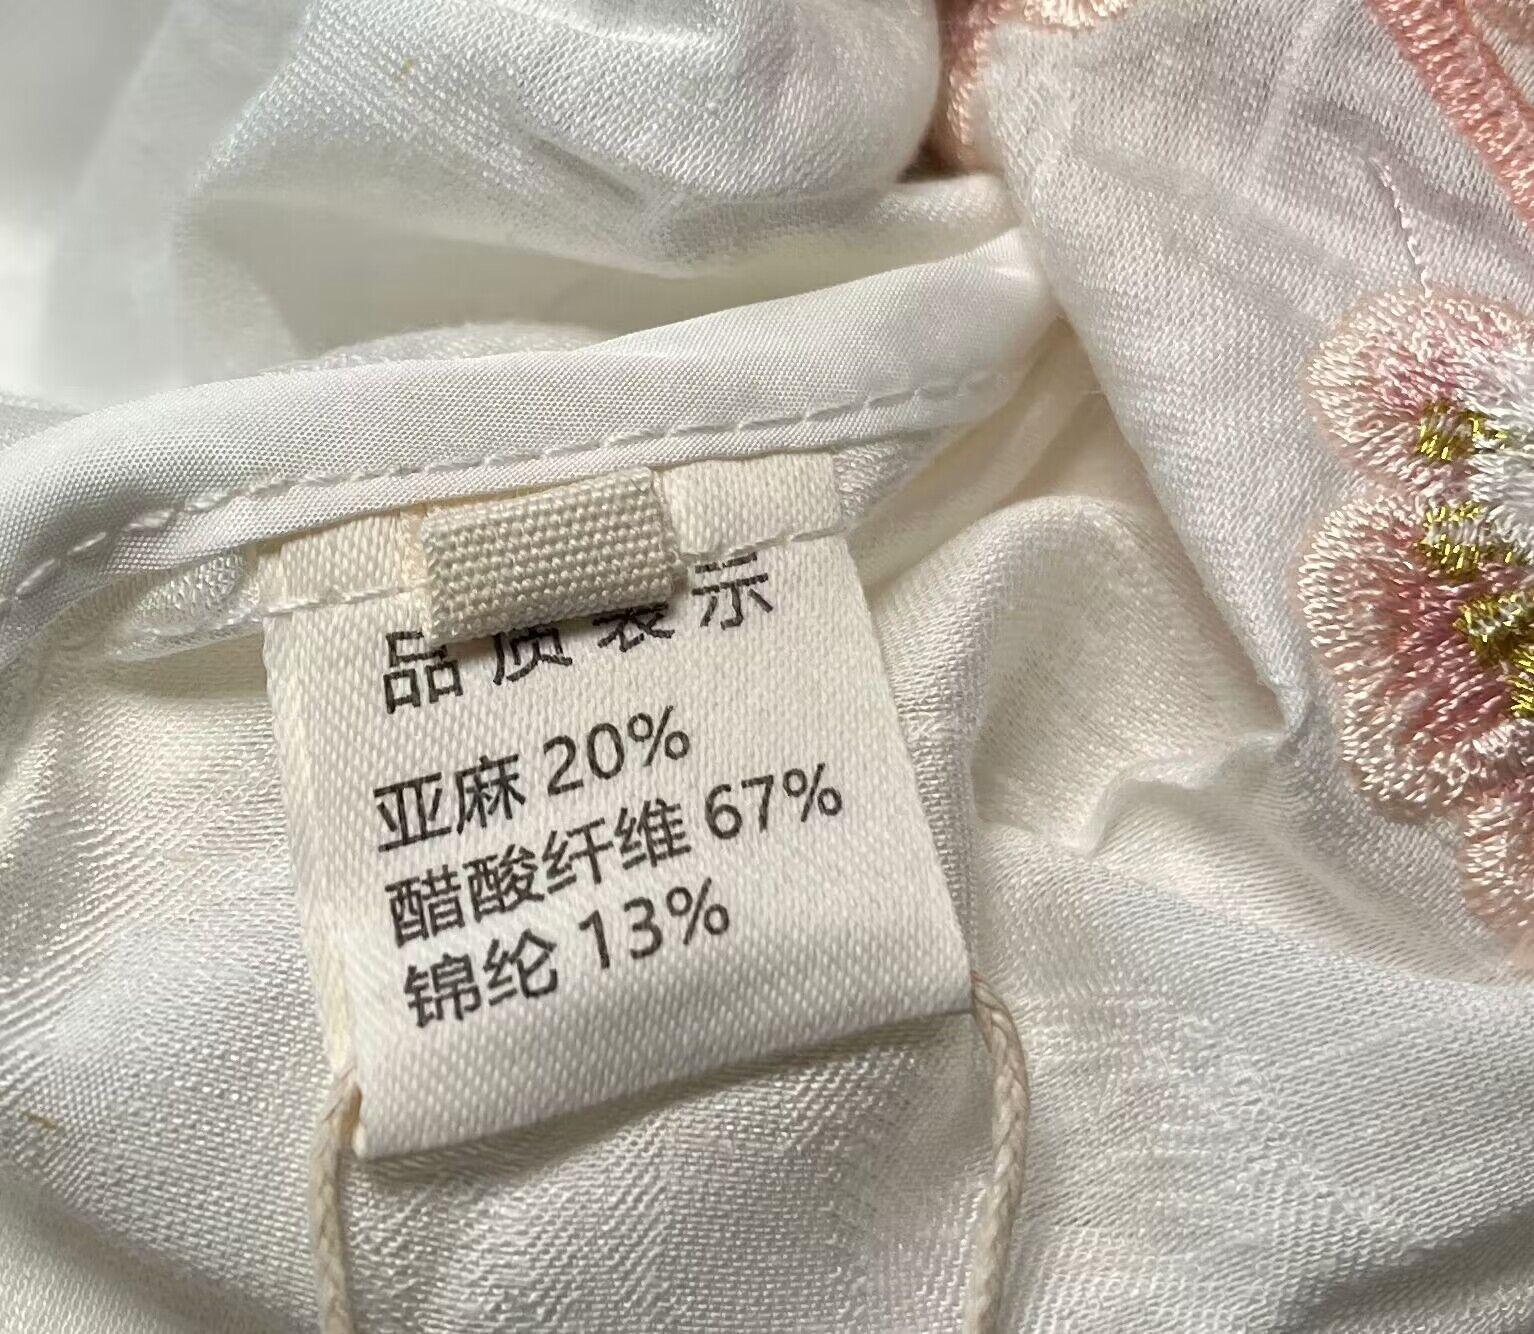 品质表示
亚麻 20%
醋酸纤维 67%
锦纶 13%